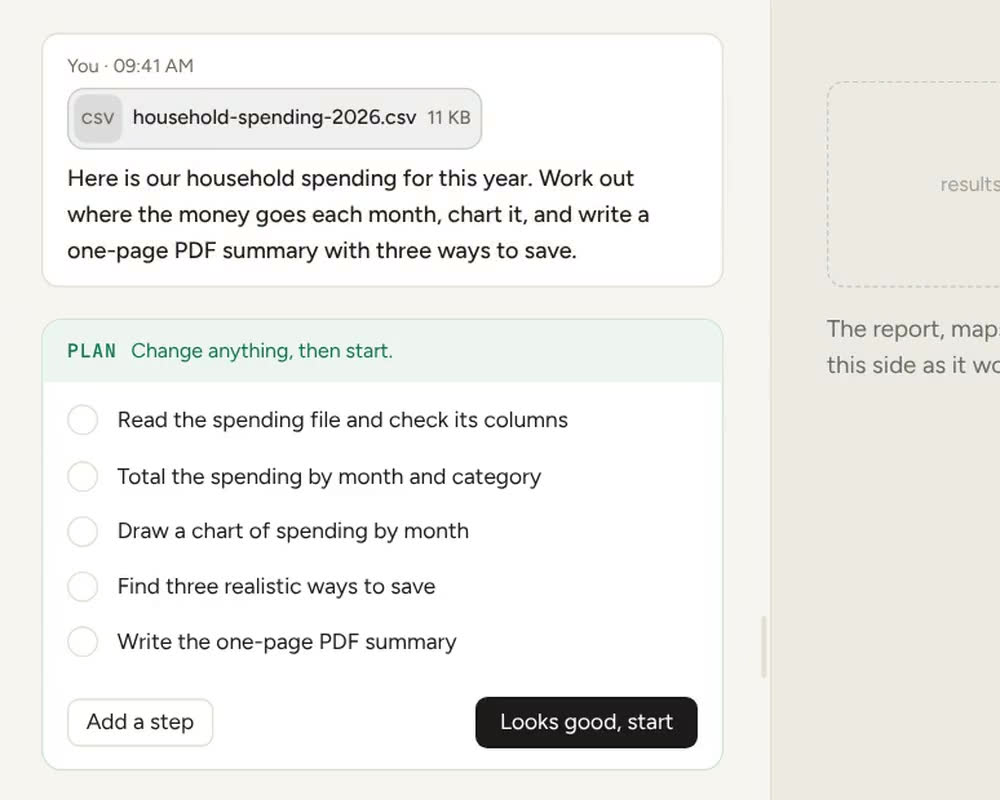 You · 09:41 AM
CSV household-spending-2026.csv 11 KB
Here is our household spending for this year. Work out
where the money goes each month, chart it, and write a
one-page PDF summary with three ways to save.
PLAN Change anything, then start.
Read the spending file and check its columns
Total the spending by month and category
Draw a chart of spending by month
Find three realistic ways to save
Write the one-page PDF summary
Add a step
Looks good, start
results
The report, maps
this side as it